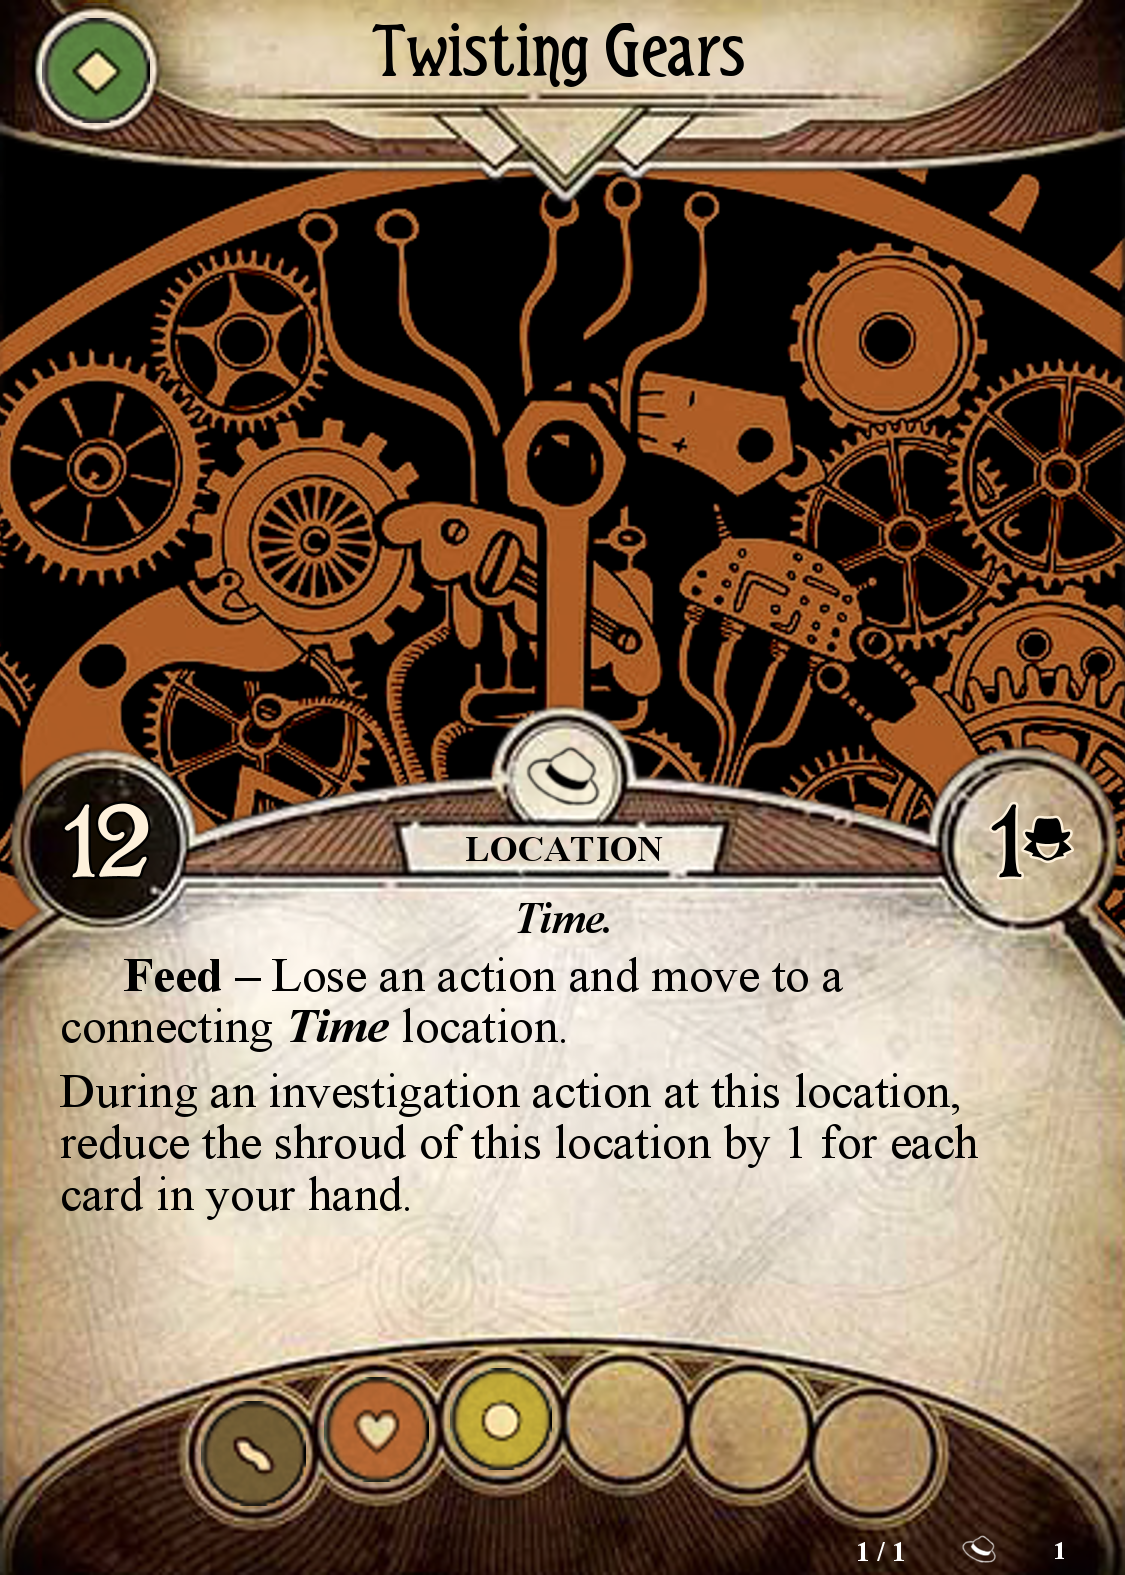 Twisting Gears
12
1
LOCATION
Time.
Feed – Lose an action and move to a
connecting Time location.
During an investigation action at this location,
reduce the shroud of this location by 1 for each
card in your hand.
1 / 1
1